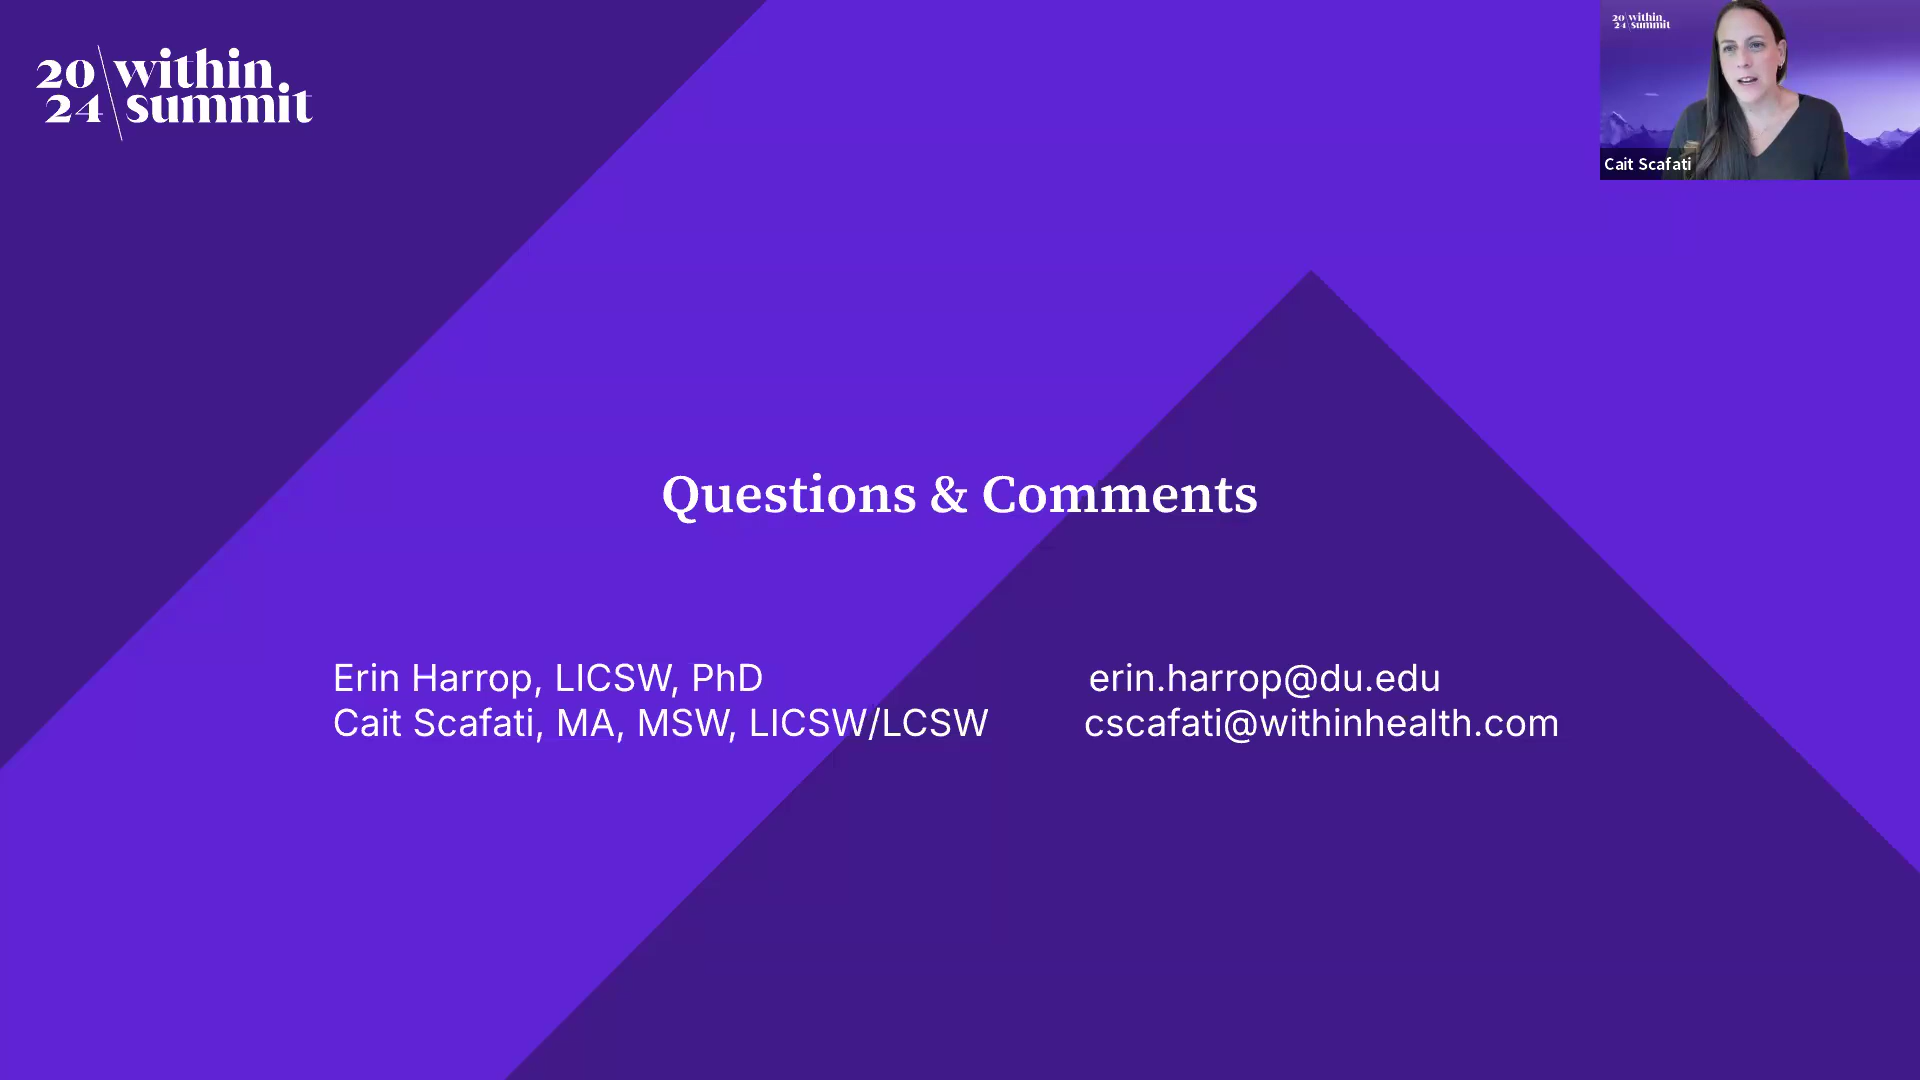 20 within
24 summit
20 within
24 summit
Cait Scafati
Questions & Comments
Erin Harrop, LICSW, PhD erin.harrop@du.edu
Cait Scafati, MA, MSW, LICSW/LCSW cscafati@withinhealth.com